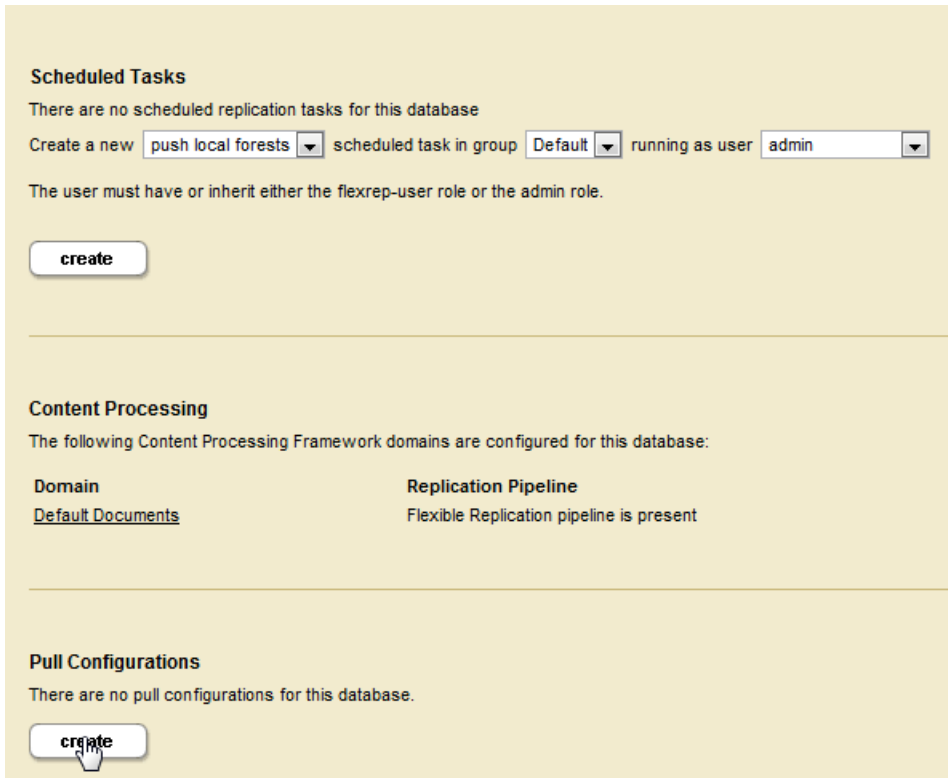 Scheduled Tasks
There are no scheduled replication tasks for this database
Create a new push local forests scheduled task in group Default running as user admin
The user must have or inherit either the flexrep-user role or the admin role.
create
Content Processing
The following Content Processing Framework domains are configured for this database:
Domain Replication Pipeline
Default Documents Flexible Replication pipeline is present
Pull Configurations
There are no pull configurations for this database.
create